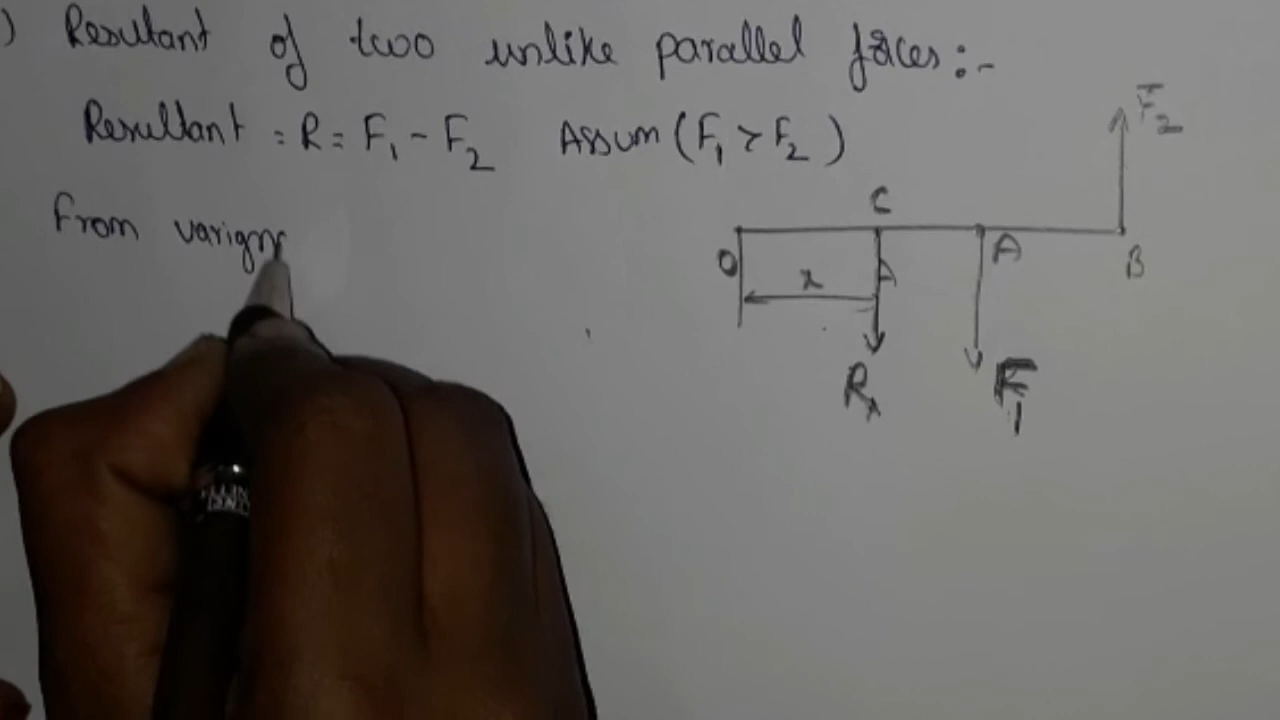 ) Resultant of two unlike parallel forces:-
Resultant = R = F₁ - F₂ Assum (F₁ > F₂)
From varign
F₂
C
O
A
B
x
R
F₁